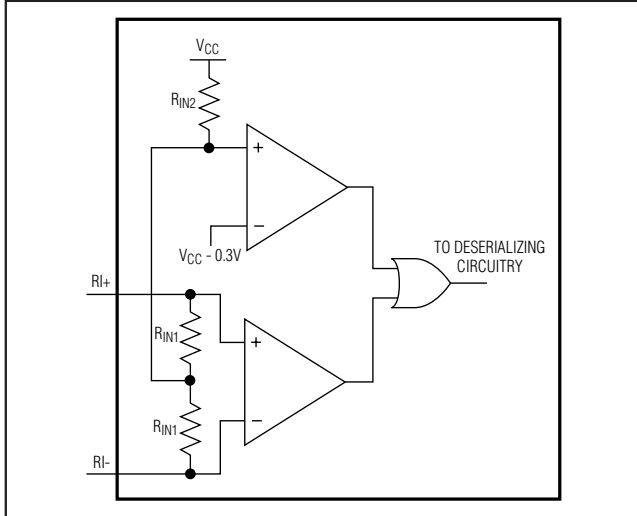 VCC
RIN2
+
−
VCC - 0.3V
TO DESERIALIZING
CIRCUITRY
RI+
RIN1
+
−
RIN1
RI-